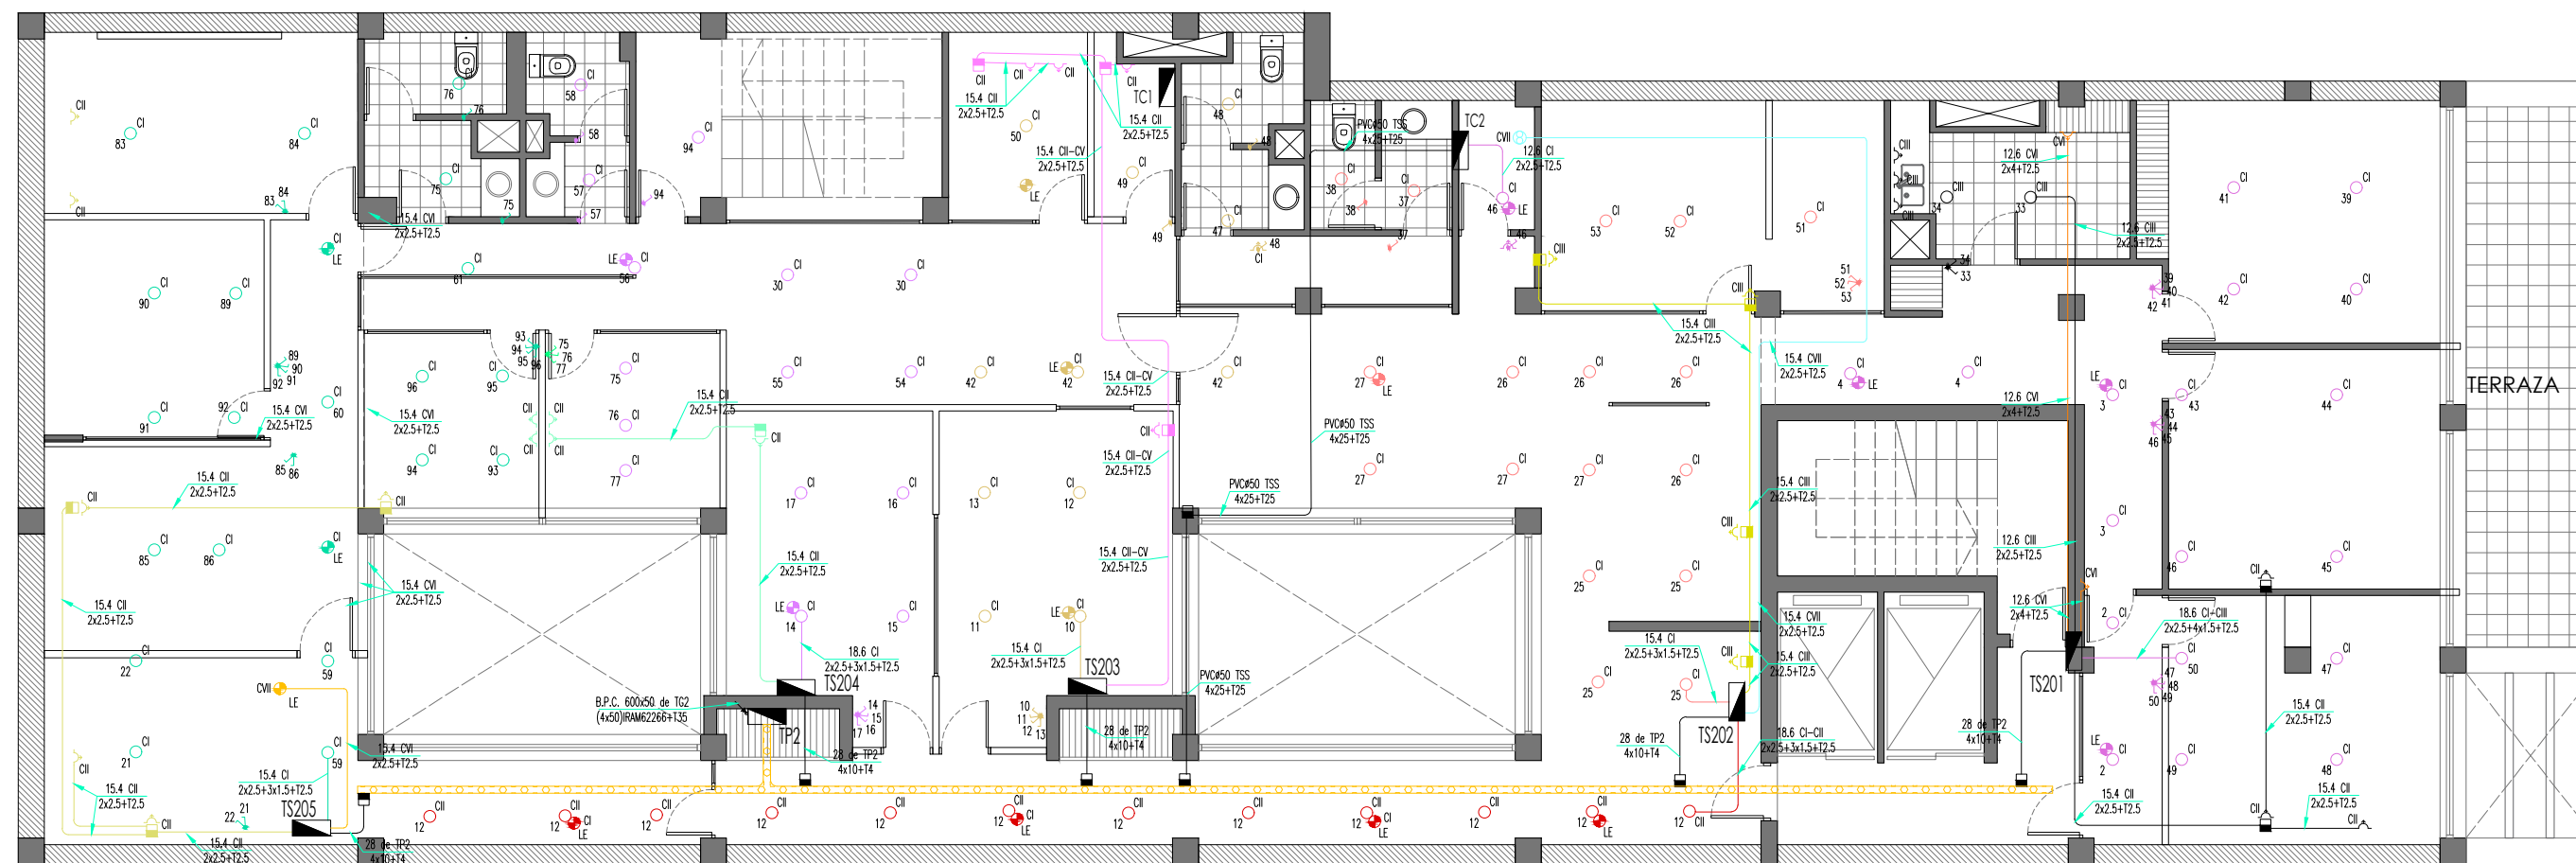 CII
CI
83
CI
84
CII
84
83
15.4 CVI
2x2.5+T2.5
CI
LE
CI
90
CI
89
89
90
91
92
CI
91
CI
92
CI
60
15.4 CVI
2x2.5+T2.5
85
86
15.4 CII
2x2.5+T2.5
CII
CII
CI
85
CI
86
CI
LE
15.4 CVI
2x2.5+T2.5
15.4 CII
2x2.5+T2.5
CI
22
CI
59
CVII
LE
CI
21
CI
59
15.4 CVI
2x2.5+T2.5
CII
15.4 CII
2x2.5+T2.5
15.4 CI
2x2.5+3x1.5+T2.5
TS205
21
22
CII
15.4 CII
2x2.5+T2.5
28 de TP2
4x10+T4
CI
76
76
CI
75
75
CI
58
58
57
57
CI
94
94
CI
61
LE
CI
56
CI
30
CI
30
93
94
95
96
75
76
77
CI
96
CI
95
15.4 CVI
2x2.5+T2.5
CI
94
CI
93
CII
CII
CII
CII
CI
75
CI
76
CI
77
15.4 CII
2x2.5+T2.5
CII
CI
55
CI
54
CI
42
LE
CI
42
CI
17
CI
16
CI
13
CI
12
15.4 CII
2x2.5+T2.5
LE
CI
14
CI
15
CI
11
LE
CI
10
18.6 CI
2x2.5+3x1.5+T2.5
TS204
15.4 CI
2x2.5+3x1.5+T2.5
TS203
B.P.C. 600x50 de TG2
(4x50)IRAM62266+T35
TP2
14
15
16
17
10
11
12
13
28 de TP2
4x10+T4
28 de TP2
4x10+T4
CII
CII
CII
15.4 CII
2x2.5+T2.5
CI
50
LE
CII
15.4 CII
2x2.5+T2.5
TC1
15.4 CII-CV
2x2.5+T2.5
CI
49
49
CI
48
48
CI
47
48
CI
15.4 CII-CV
2x2.5+T2.5
CI
42
CII
15.4 CII-CV
2x2.5+T2.5
15.4 CII-CV
2x2.5+T2.5
PVCø50 TSS
4x25+T25
PVCø50 TSS
4x25+T25
PVCø50 TSS
4x25+T25
PVCø50 TSS
4x25+T25
CI
38
38
CI
37
37
TC2
CVII
12.6 CI
2x2.5+T2.5
CI
46
LE
46
CIII
CI
53
CI
52
CI
51
51
52
53
CIII
15.4 CIII
2x2.5+T2.5
15.4 CVII
2x2.5+T2.5
CI
27
LE
CI
26
CI
26
CI
26
CI
27
CI
26
CI
27
CI
26
15.4 CIII
2x2.5+T2.5
CIII
CI
25
CI
25
15.4 CVII
2x2.5+T2.5
15.4 CI
2x2.5+3x1.5+T2.5
CIII
15.4 CIII
2x2.5+T2.5
CI
25
CI
25
TS202
28 de TP2
4x10+T4
18.6 CI-CII
2x2.5+3x1.5+T2.5
CIII
CIII
CIII
CIII
34
CIII
33
34
33
12.6 CVI
2x4+T2.5
CVI
12.6 CIII
2x2.5+T2.5
CI
4
LE
CI
4
12.6 CVI
2x4+T2.5
LE
CI
3
CI
3
12.6 CIII
2x2.5+T2.5
CVI
12.6 CVI
2x4+T2.5
CI
2
18.6 CI-CIII
2x2.5+4x1.5+T2.5
TS201
28 de TP2
4x10+T4
LE
CI
2
15.4 CII
2x2.5+T2.5
CI
41
CI
39
39
40
41
42
CI
42
CI
40
CI
43
CI
44
43
44
45
46
CI
46
CI
45
CII
CI
50
CI
47
47
48
49
50
15.4 CII
2x2.5+T2.5
CI
49
CI
48
15.4 CII
2x2.5+T2.5
CII
CII
TERRAZA
CII
12
CII
12
LE
CII
12
CII
12
CII
12
CII
12
LE
CII
12
CII
12
CII
12
LE
CII
12
CII
12
LE
12
CII